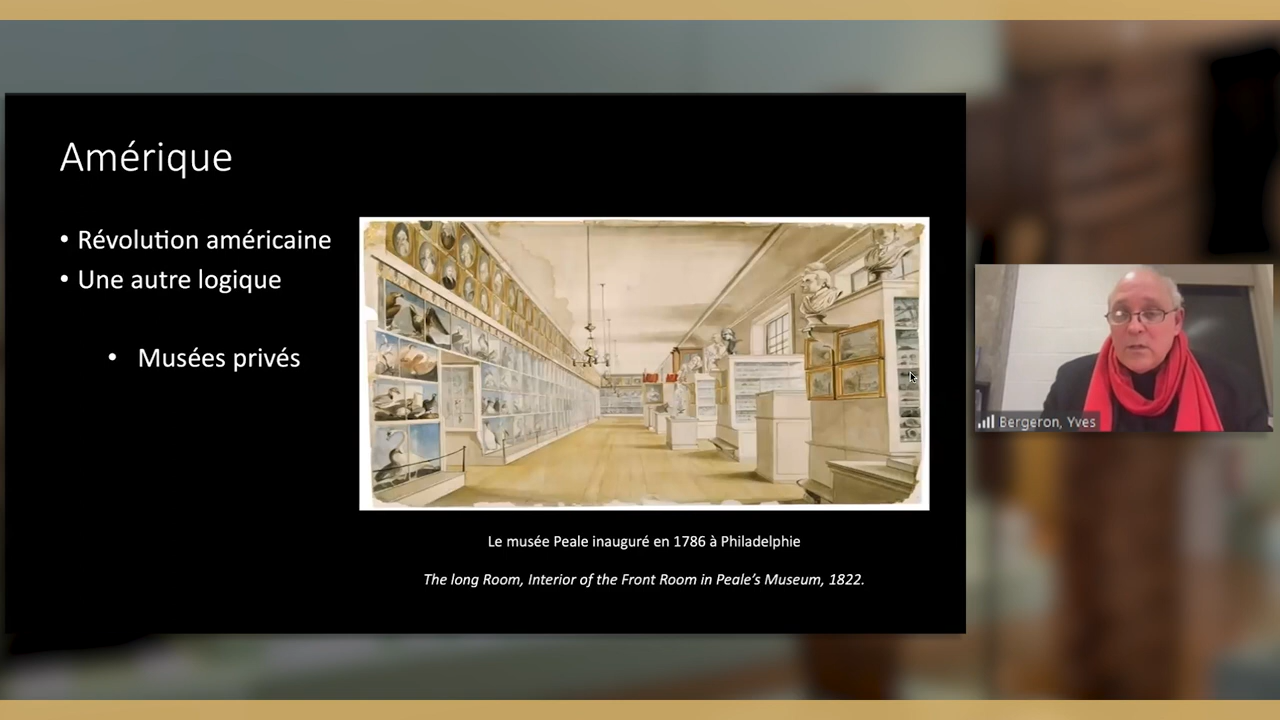 Amérique
• Révolution américaine
• Une autre logique
• Musées privés
Le musée Peale inauguré en 1786 à Philadelphie
The long Room, Interior of the Front Room in Peale's Museum, 1822.
Bergeron, Yves